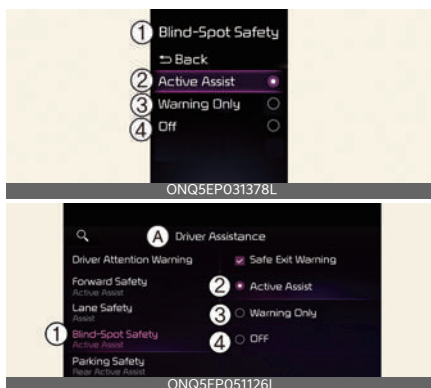 ① Blind-Spot Safety
Back
② Active Assist
③ Warning Only
④ Off
ONQ5EP031378L
Ⓐ Driver Assistance
Driver Attention Warning
Safe Exit Warning
Forward Safety
Active Assist
② Active Assist
Lane Safety
Assist
③ Warning Only
① Blind-Spot Safety
Active Assist
④ OFF
Parking Safety
Rear Active Assist
ONQ5EP051126L